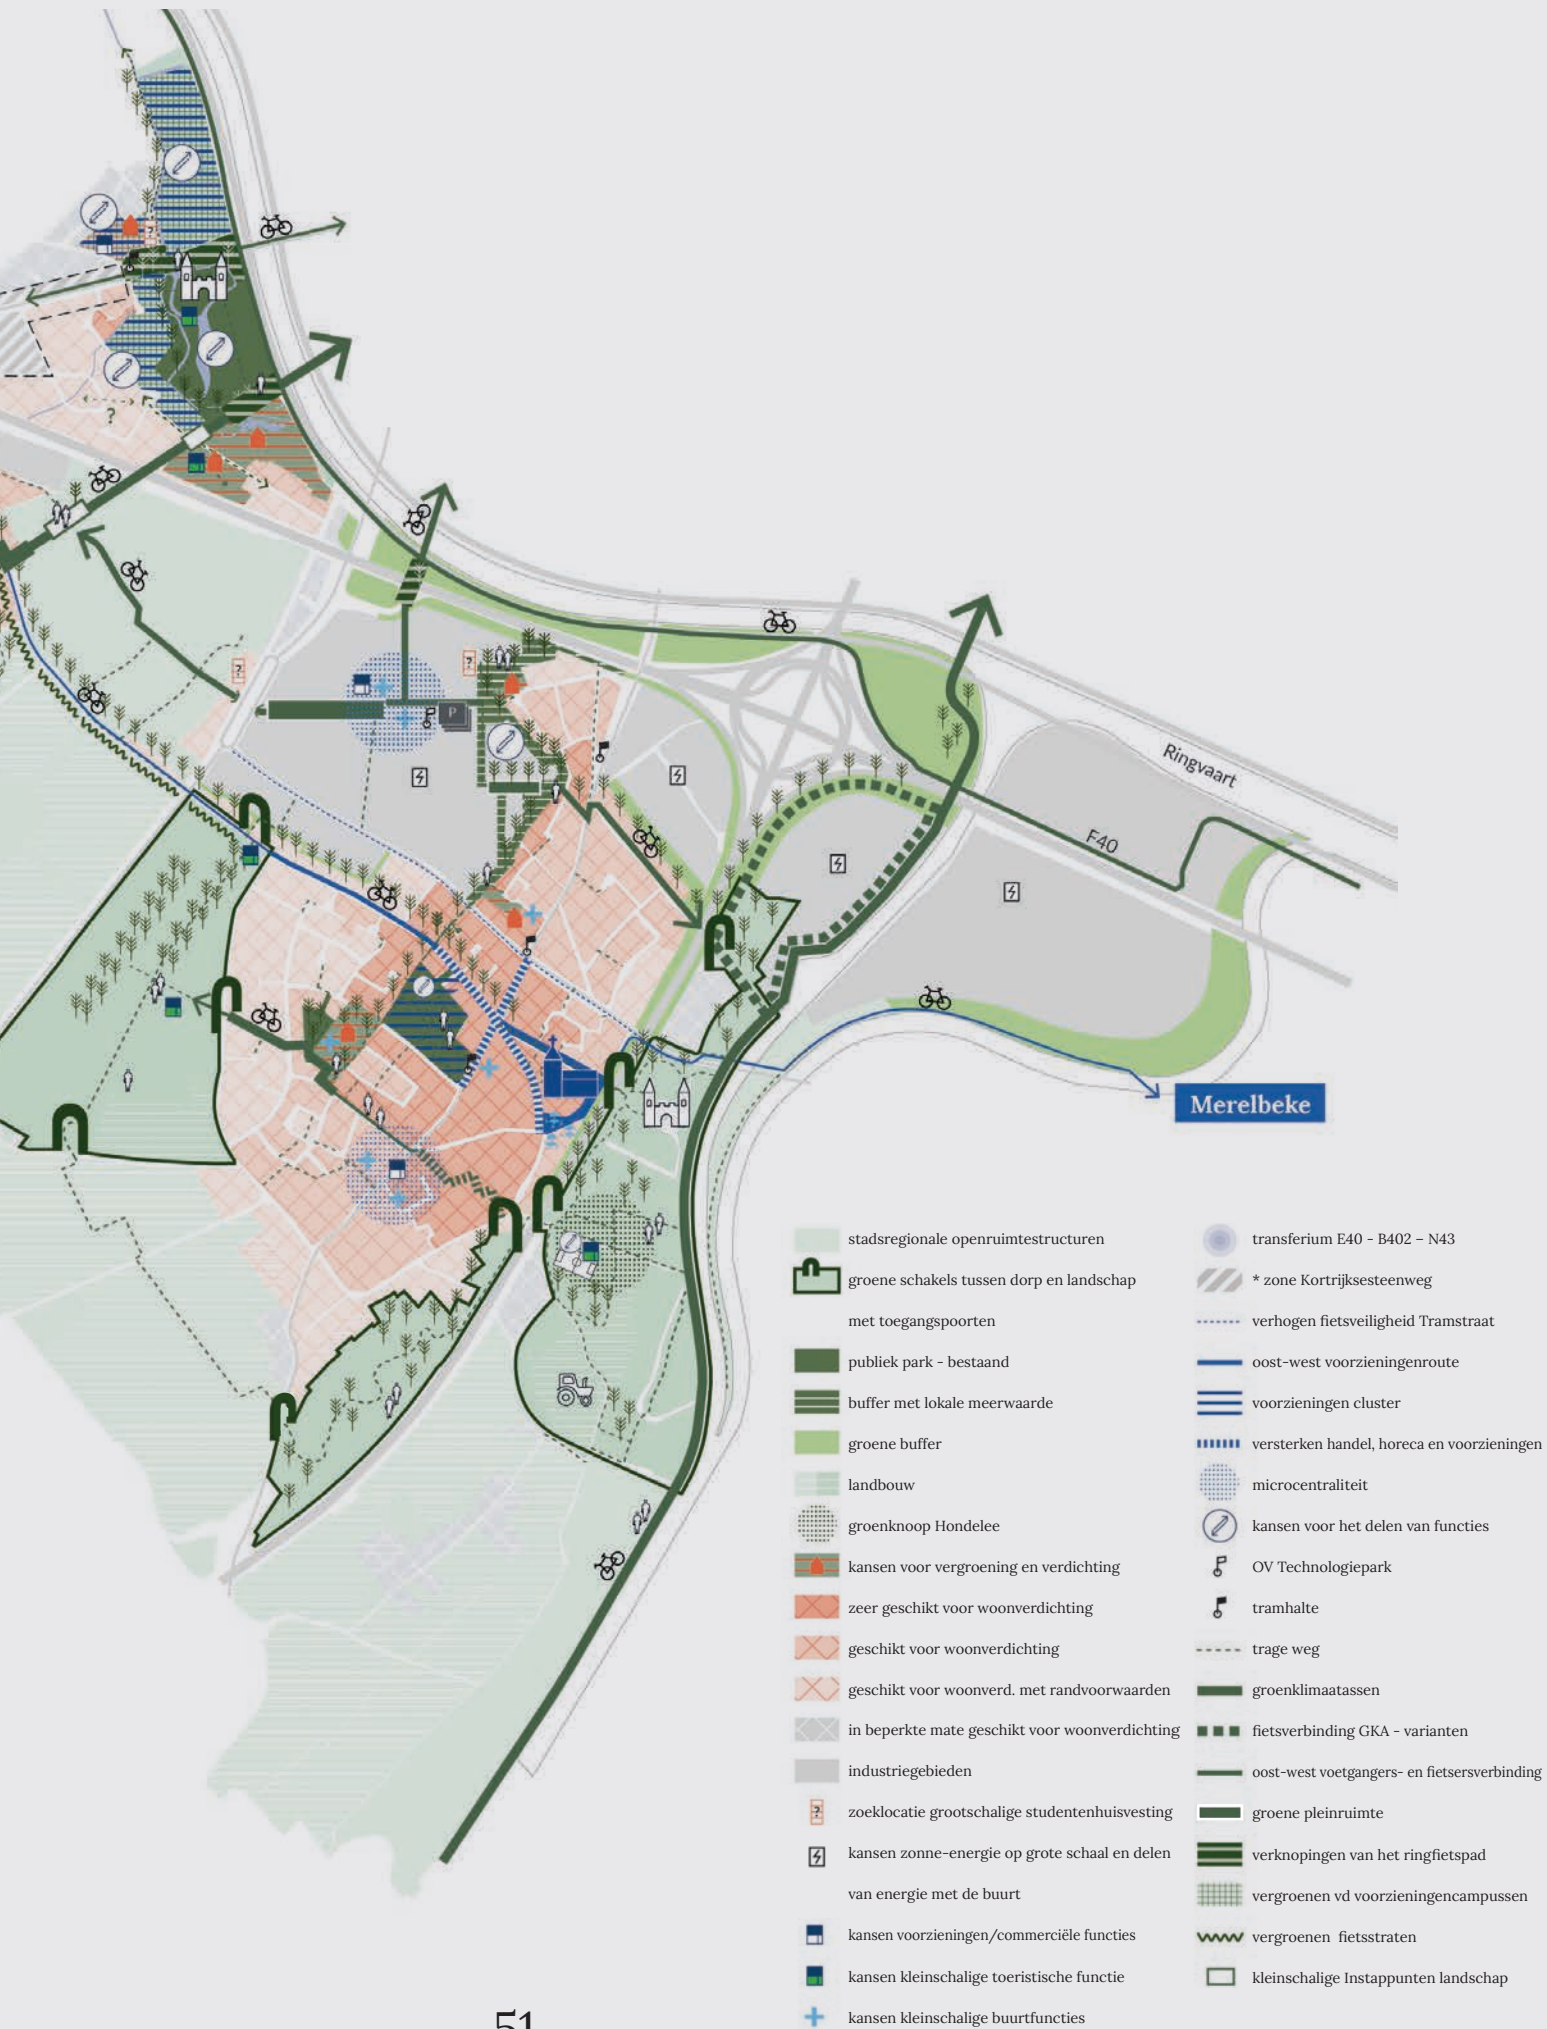 ?
?
?
?
P
Ringvaart
F40
Merelbeke
stadsregionale openruimtestructuren
groene schakels tussen dorp en landschap
met toegangspoorten
publiek park - bestaand
buffer met lokale meerwaarde
groene buffer
landbouw
groenknoop Hondelee
kansen voor vergroening en verdichting
zeer geschikt voor woonverdichting
geschikt voor woonverdichting
geschikt voor woonverd. met randvoorwaarden
in beperkte mate geschikt voor woonverdichting
industriegebieden
? zoeklocatie grootschalige studentenhuisvesting
kansen zonne-energie op grote schaal en delen
van energie met de buurt
kansen voorzieningen/commerciële functies
kansen kleinschalige toeristische functie
kansen kleinschalige buurtfuncties
transferium E40 - B402 – N43
* zone Kortrijksesteenweg
verhogen fietsveiligheid Tramstraat
oost-west voorzieningenroute
voorzieningen cluster
versterken handel, horeca en voorzieningen
microcentraliteit
kansen voor het delen van functies
OV Technologiepark
tramhalte
trage weg
groenklimaatassen
fietsverbinding GKA - varianten
oost-west voetgangers- en fietsersverbinding
groene pleinruimte
verknopingen van het ringfietspad
vergroenen vd voorzieningencampussen
vergroenen fietsstraten
kleinschalige Instappunten landschap
51